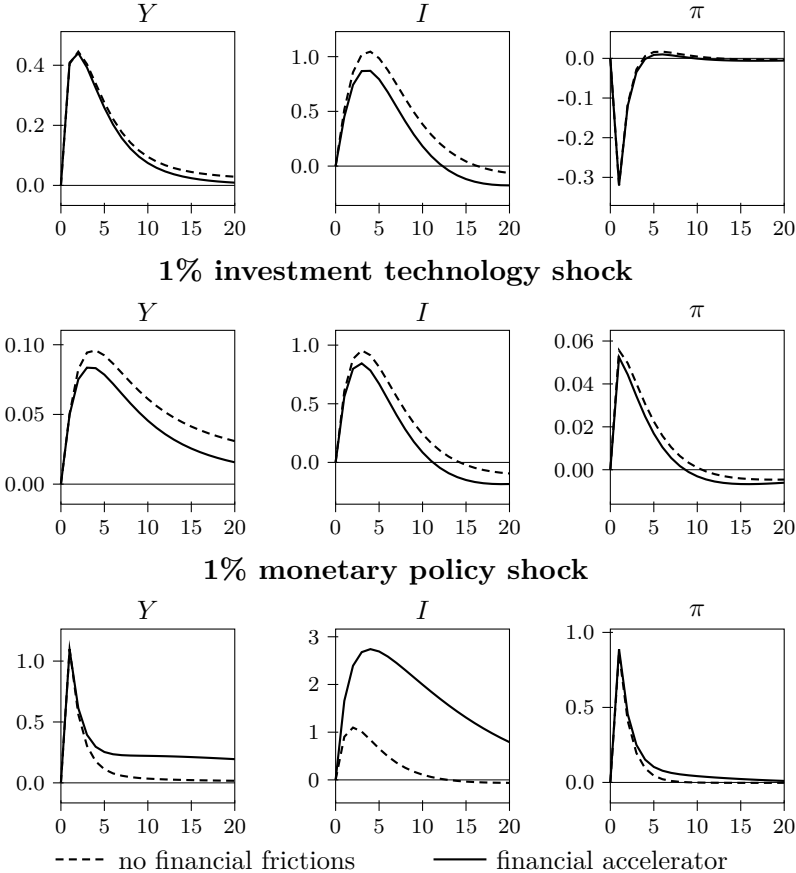 Y I π
0.4 1.0 0.0
-0.1
0.2 0.5 -0.2
0.0 0.0 -0.3
0 5 10 15 20 0 5 10 15 20 0 5 10 15 20
1% investment technology shock
Y I π
0.10 1.0 0.06
0.04
0.05 0.5 0.02
0.00 0.0 0.00
0 5 10 15 20 0 5 10 15 20 0 5 10 15 20
1% monetary policy shock
Y I π
3 1.0
1.0 2
0.5 1 0.5
0.0 0 0.0
0 5 10 15 20 0 5 10 15 20 0 5 10 15 20
no financial frictions financial accelerator